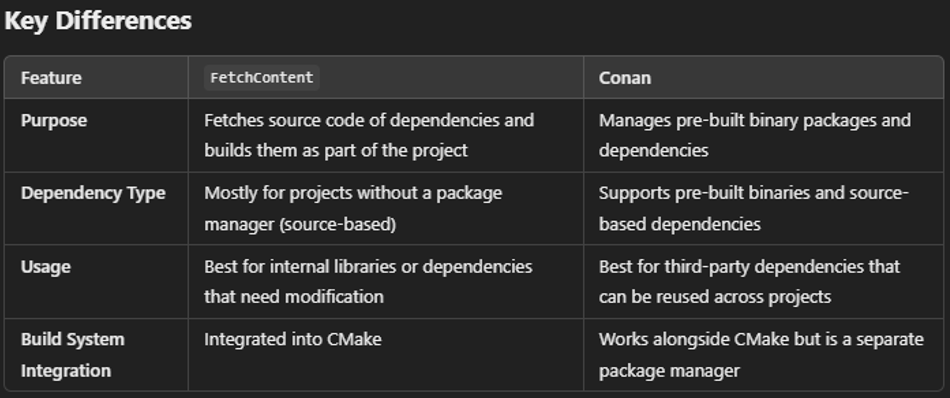 Key Differences
Feature
FetchContent
Conan
Purpose
Fetches source code of dependencies and
builds them as part of the project
Manages pre-built binary packages and
dependencies
Dependency Type
Mostly for projects without a package
manager (source-based)
Supports pre-built binaries and source-
based dependencies
Usage
Best for internal libraries or dependencies
that need modification
Best for third-party dependencies that
can be reused across projects
Build System
Integration
Integrated into CMake
Works alongside CMake but is a separate
package manager